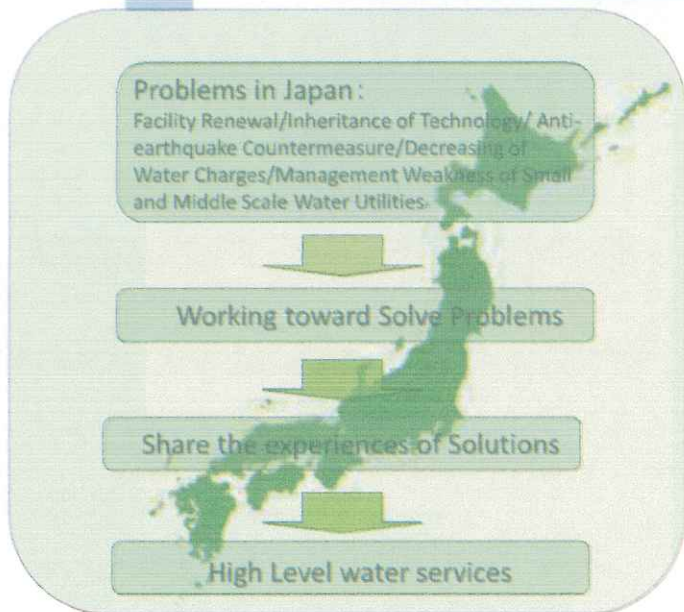 Problems in Japan:
Facility Renewal/Inheritance of Technology/ Anti-
earthquake Countermeasure/Decreasing of
Water Charges/Management Weakness of Small
and Middle Scale Water Utilities
Working toward Solve Problems
Share the experiences of Solutions
High Level water services